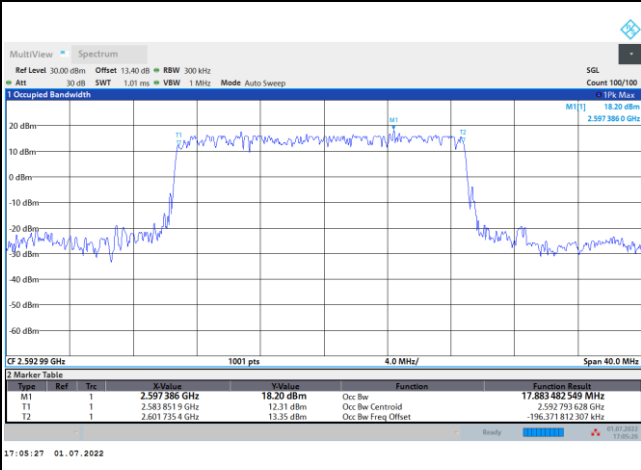 MultiView Spectrum
Ref Level 30.00 dBm Offset 13.40 dB RBW 300 kHz SGL
Att 30 dB SWT 1.01 ms VBW 1 MHz Mode Auto Sweep Count 100/100
1 Occupied Bandwidth 1Pk Max
M1[1] 18.20 dBm
2.597 386 0 GHz
M1
T1 T2
20 dBm
10 dBm
0 dBm
-10 dBm
-20 dBm
-30 dBm
-40 dBm
-50 dBm
-60 dBm
CF 2.592 99 GHz 1001 pts 4.0 MHz/ Span 40.0 MHz
2 Marker Table
Type Ref Trc X-Value Y-Value Function Function Result
M1 1 2.597 386 GHz 18.20 dBm Occ Bw 17.883 482 549 MHz
T1 1 2.583 851 9 GHz 12.31 dBm Occ Bw Centroid 2.592 793 628 GHz
T2 1 2.601 735 4 GHz 13.35 dBm Occ Bw Freq Offset -196.371 812 307 kHz
Ready 01.07.2022
17:05:26
17:05:27 01.07.2022